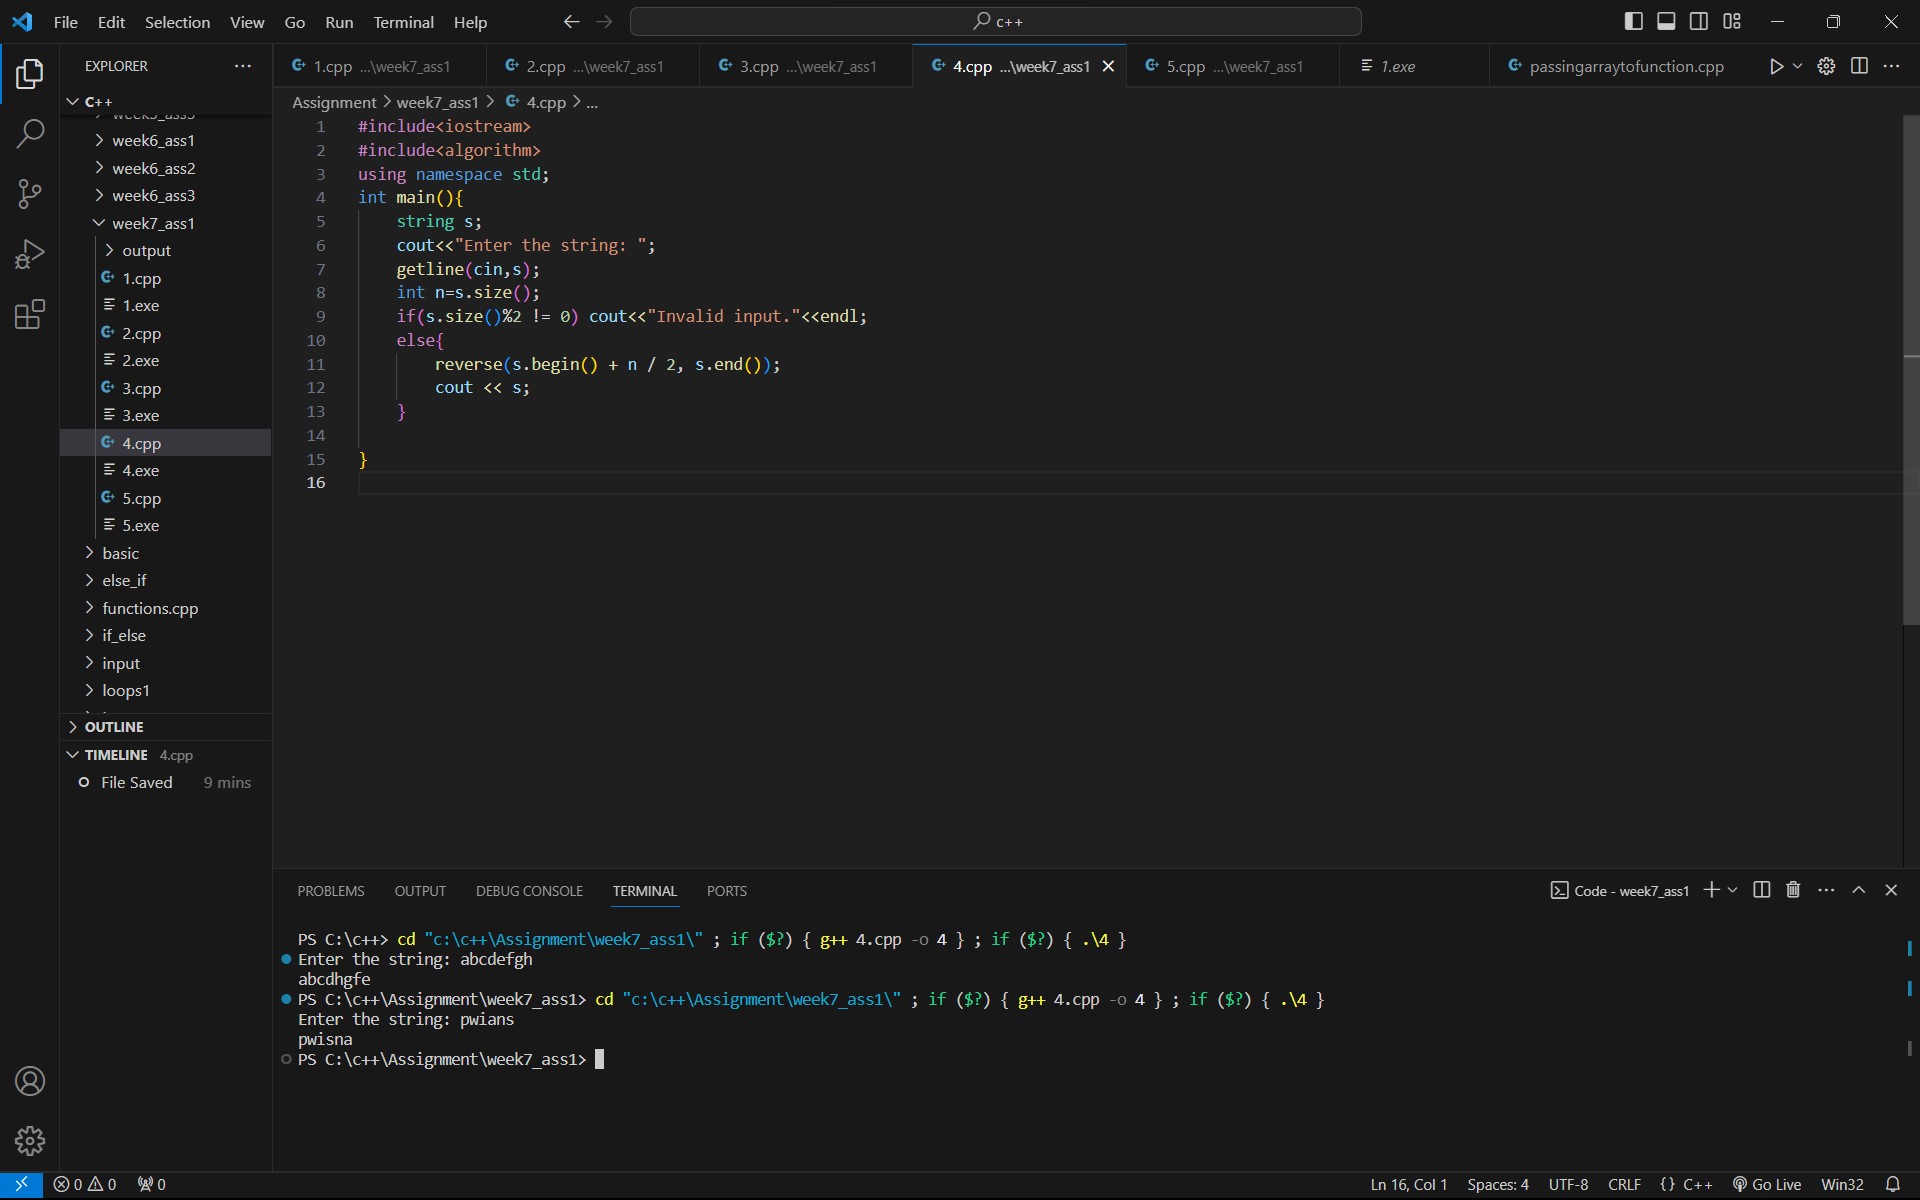 File Edit Selection View Go Run Terminal Help
c++
EXPLORER
1.cpp ...\week7_ass1
2.cpp ...\week7_ass1
3.cpp ...\week7_ass1
4.cpp ...\week7_ass1
5.cpp ...\week7_ass1
1.exe
passingarraytofunction.cpp
C++
week6_ass1
week6_ass2
week6_ass3
week7_ass1
output
1.cpp
1.exe
2.cpp
2.exe
3.cpp
3.exe
4.cpp
4.exe
5.cpp
5.exe
basic
else_if
functions.cpp
if_else
input
loops1
OUTLINE
TIMELINE 4.cpp
File Saved 9 mins
Assignment > week7_ass1 > 4.cpp > ...
1 #include<iostream>
2 #include<algorithm>
3 using namespace std;
4 int main(){
5 string s;
6 cout<<"Enter the string: ";
7 getline(cin,s);
8 int n=s.size();
9 if(s.size()%2 != 0) cout<<"Invalid input."<<endl;
10 else{
11 reverse(s.begin() + n / 2, s.end());
12 cout << s;
13 }
14
15 }
16
PROBLEMS OUTPUT DEBUG CONSOLE TERMINAL PORTS
Code - week7_ass1
PS C:\c++> cd "c:\c++\Assignment\week7_ass1\" ; if ($?) { g++ 4.cpp -o 4 } ; if ($?) { .\4 }
Enter the string: abcdefgh
abcdhgfe
PS C:\c++\Assignment\week7_ass1> cd "c:\c++\Assignment\week7_ass1\" ; if ($?) { g++ 4.cpp -o 4 } ; if ($?) { .\4 }
Enter the string: pwians
pwisna
PS C:\c++\Assignment\week7_ass1>
0 0 0
Ln 16, Col 1 Spaces: 4 UTF-8 CRLF {} C++ Go Live Win32